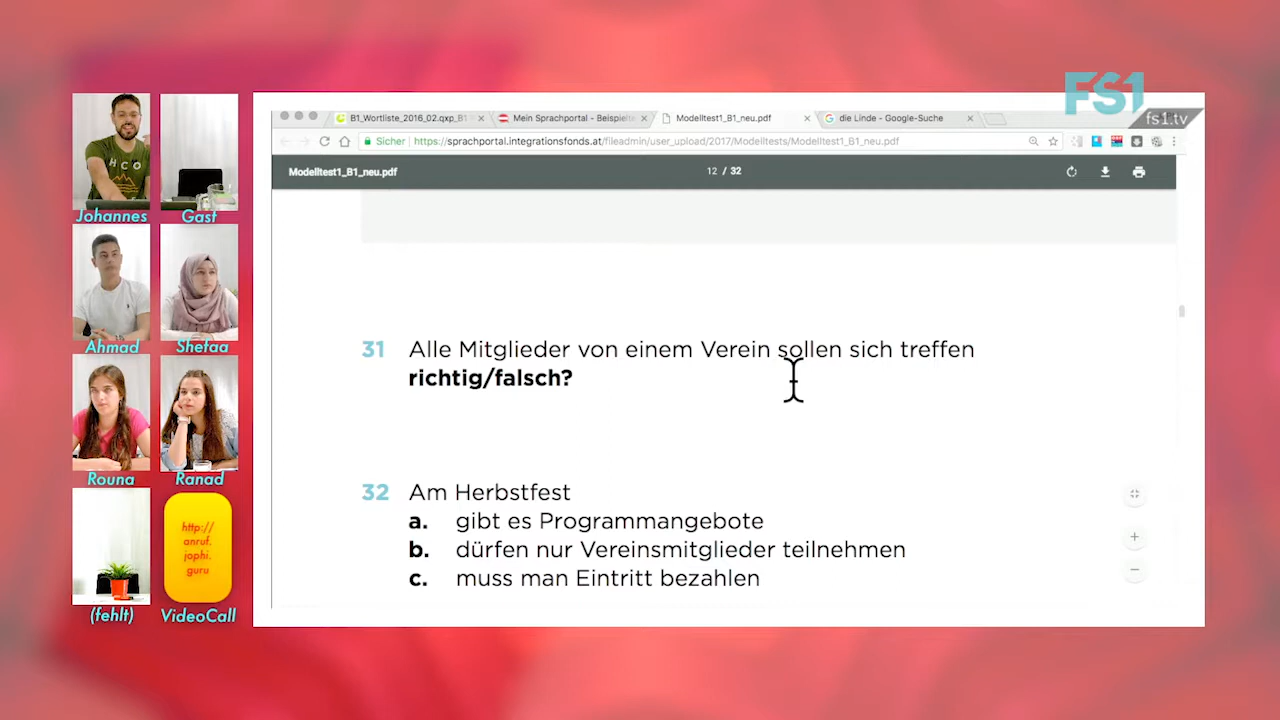 FS1
fs1.tv
B1_Wortliste_2016_02.qxp_B1
Mein Sprachportal - Beispielte
Modelltest1_B1_neu.pdf
die Linde - Google-Suche
Sicher
https://sprachportal.integrationsfonds.at/fileadmin/user_upload/2017/Modelltests/Modelltest1_B1_neu.pdf
Modelltest1_B1_neu.pdf
12 / 32
HCO
Johannes
Gast
Ahmad
Shefaa
Rouna
Ranad
(fehlt)
http://
anruf.
jophi.
guru
VideoCall
31 Alle Mitglieder von einem Verein sollen sich treffen
richtig/falsch?
32 Am Herbstfest
a. gibt es Programmangebote
b. dürfen nur Vereinsmitglieder teilnehmen
c. muss man Eintritt bezahlen